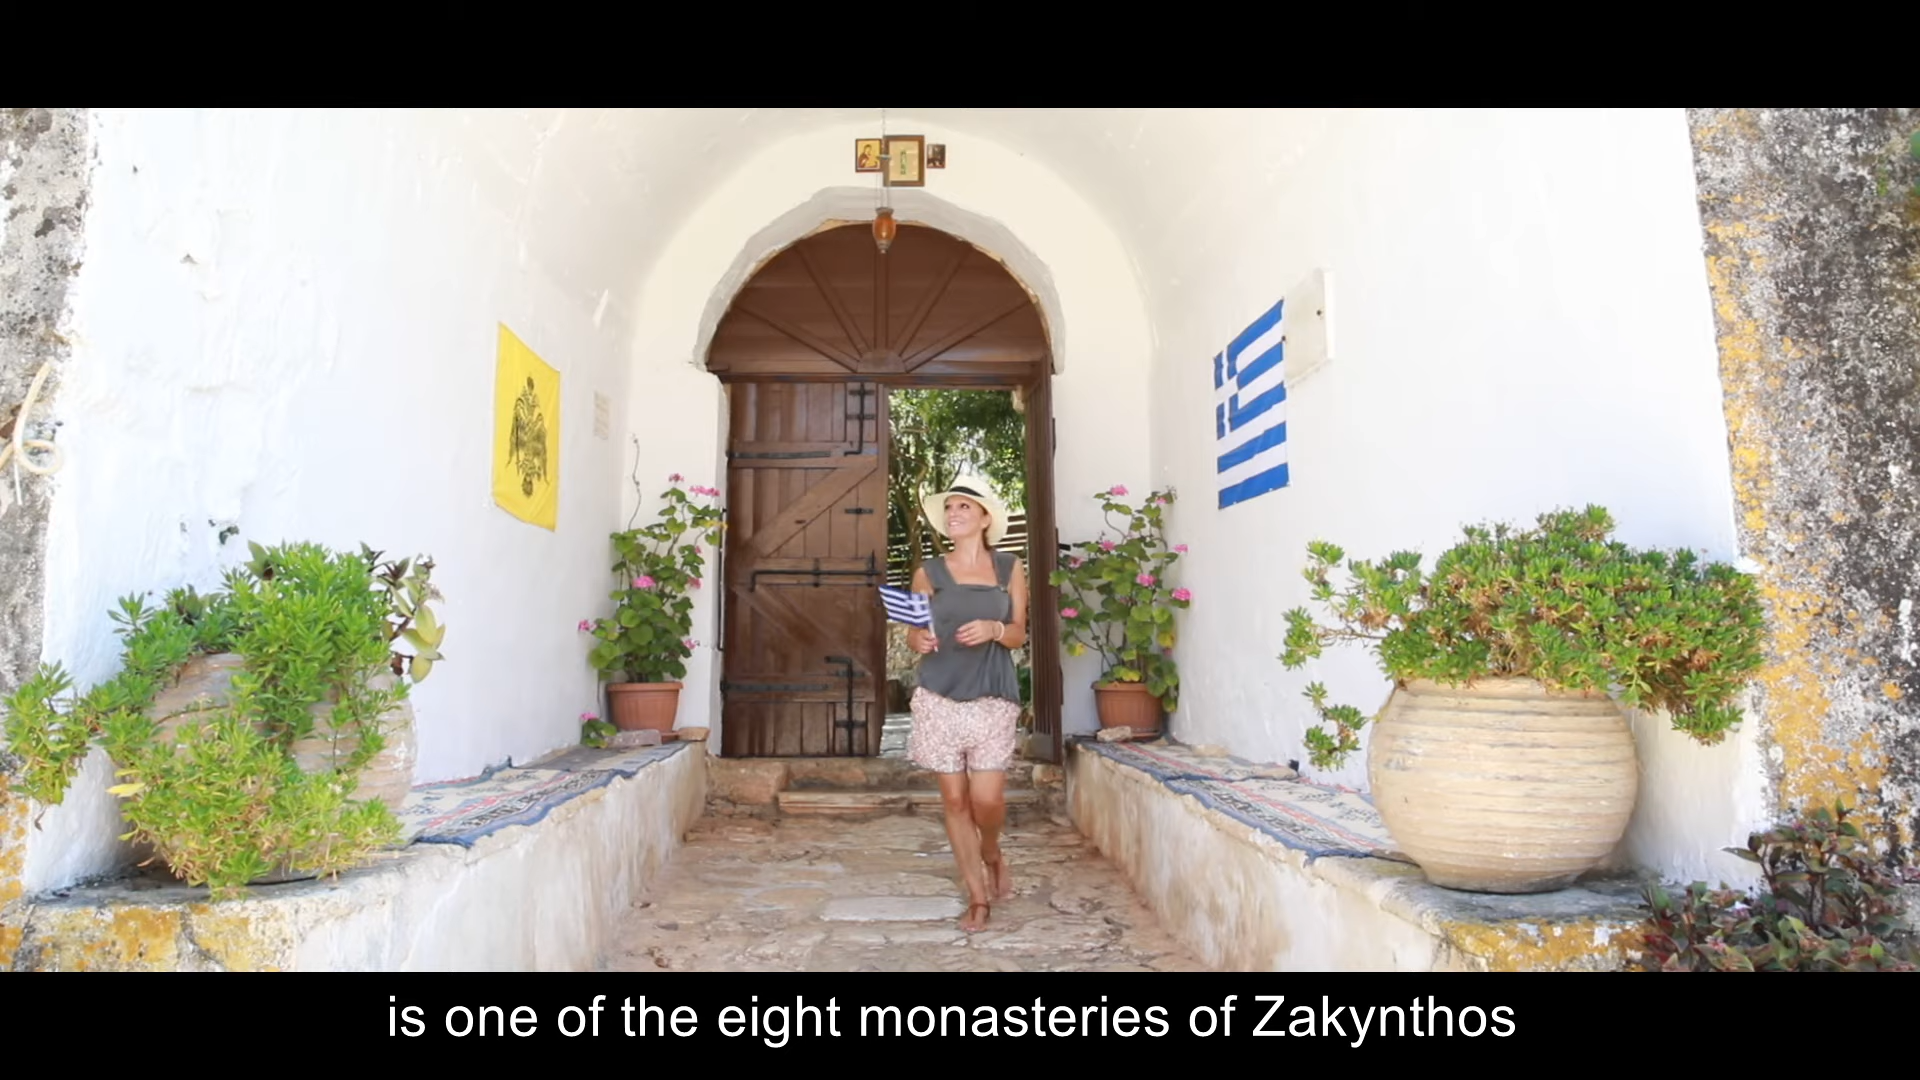 is one of the eight monasteries of Zakynthos